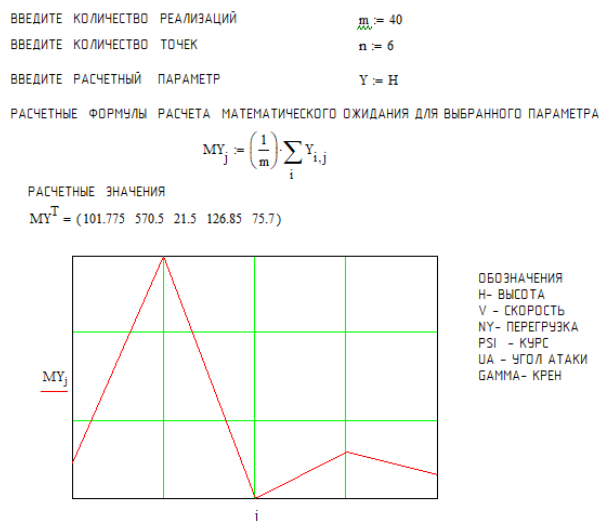 ВВЕДИТЕ КОЛИЧЕСТВО РЕАЛИЗАЦИЙ m := 40
ВВЕДИТЕ КОЛИЧЕСТВО ТОЧЕК n := 6
ВВЕДИТЕ РАСЧЕТНЫЙ ПАРАМЕТР Y := H
РАСЧЕТНЫЕ ФОРМУЛЫ РАСЧЕТА МАТЕМАТИЧЕСКОГО ОЖИДАНИЯ ДЛЯ ВЫБРАННОГО ПАРАМЕТРА
MY_j := (1/m)·∑_i Y_i,j
РАСЧЕТНЫЕ ЗНАЧЕНИЯ
MY^T = (101.775 570.5 21.5 126.85 75.7)
MY_j
j
ОБОЗНАЧЕНИЯ
H- ВЫСОТА
V - СКОРОСТЬ
NY- ПЕРЕГРУЗКА
PSI - КУРС
UA - УГОЛ АТАКИ
GAMMA- КРЕН